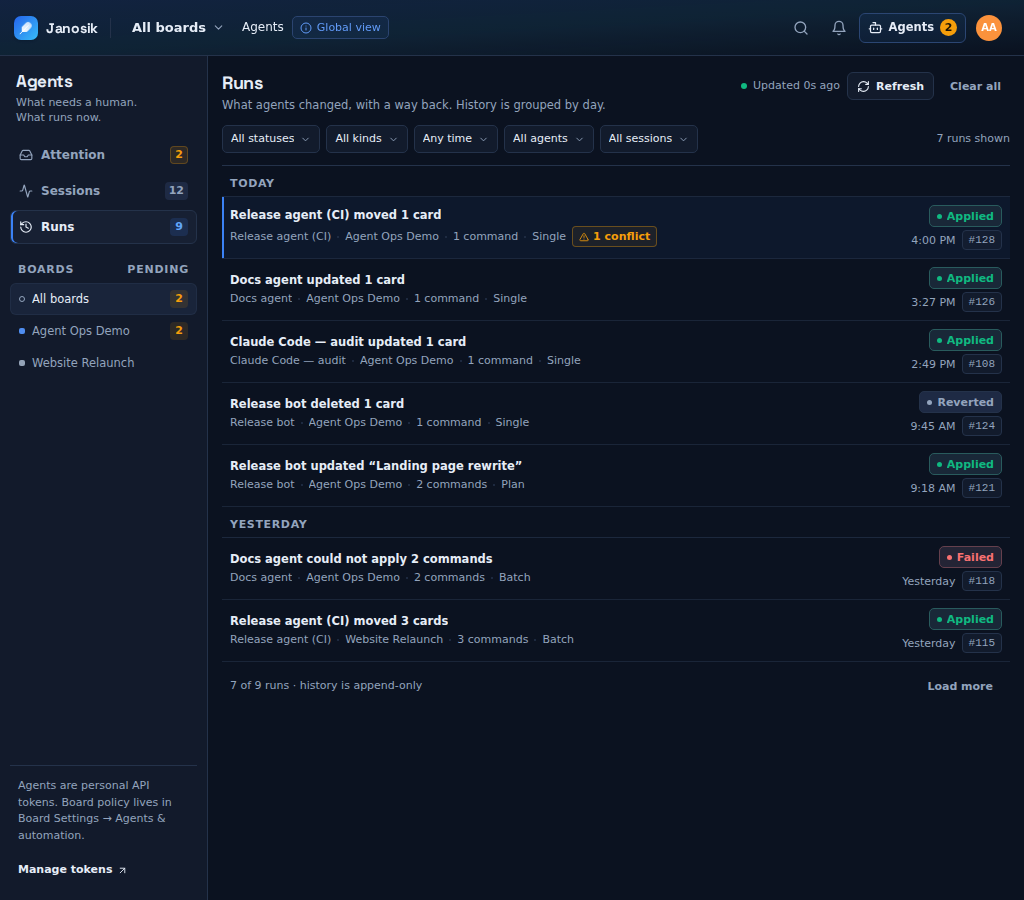 Janosik
All boards
Agents
Global view
Agents 2
AA
Agents
What needs a human.
What runs now.
Attention 2
Sessions 12
Runs 9
BOARDS PENDING
All boards 2
Agent Ops Demo 2
Website Relaunch
Agents are personal API
tokens. Board policy lives in
Board Settings → Agents &
automation.
Manage tokens ↗
Runs
What agents changed, with a way back. History is grouped by day.
Updated 0s ago
Refresh
Clear all
All statuses
All kinds
Any time
All agents
All sessions
7 runs shown
TODAY
Release agent (CI) moved 1 card
Applied
Release agent (CI) · Agent Ops Demo · 1 command · Single 1 conflict
4:00 PM #128
Docs agent updated 1 card
Applied
Docs agent · Agent Ops Demo · 1 command · Single
3:27 PM #126
Claude Code — audit updated 1 card
Applied
Claude Code — audit · Agent Ops Demo · 1 command · Single
2:49 PM #108
Release bot deleted 1 card
Reverted
Release bot · Agent Ops Demo · 1 command · Single
9:45 AM #124
Release bot updated “Landing page rewrite”
Applied
Release bot · Agent Ops Demo · 2 commands · Plan
9:18 AM #121
YESTERDAY
Docs agent could not apply 2 commands
Failed
Docs agent · Agent Ops Demo · 2 commands · Batch
Yesterday #118
Release agent (CI) moved 3 cards
Applied
Release agent (CI) · Website Relaunch · 3 commands · Batch
Yesterday #115
7 of 9 runs · history is append-only
Load more